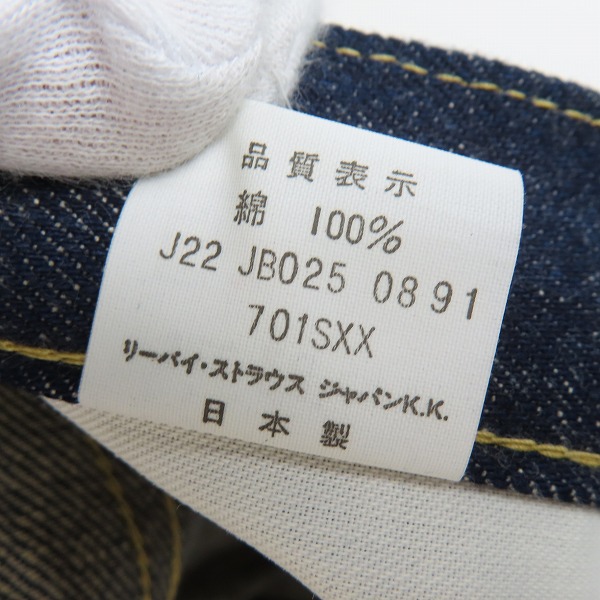 品質表示
綿 100%
J22 JB025 0891
701SXX
リーバイ・ストラウス ジャパンK.K.
日本製